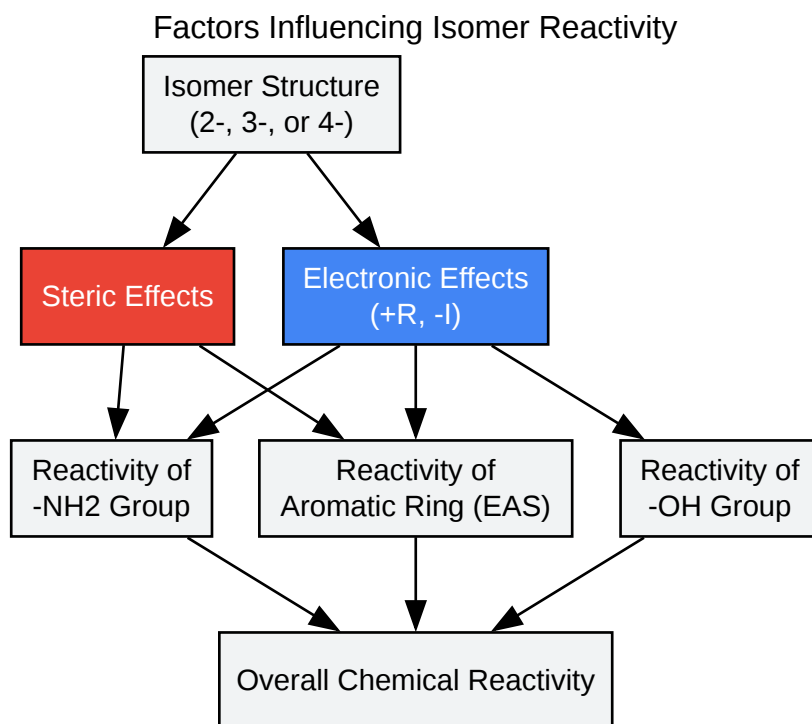 Factors Influencing Isomer Reactivity
Isomer Structure
(2-, 3-, or 4-)
Steric Effects
Electronic Effects
(+R, -I)
Reactivity of
-NH2 Group
Reactivity of
Aromatic Ring (EAS)
Reactivity of
-OH Group
Overall Chemical Reactivity